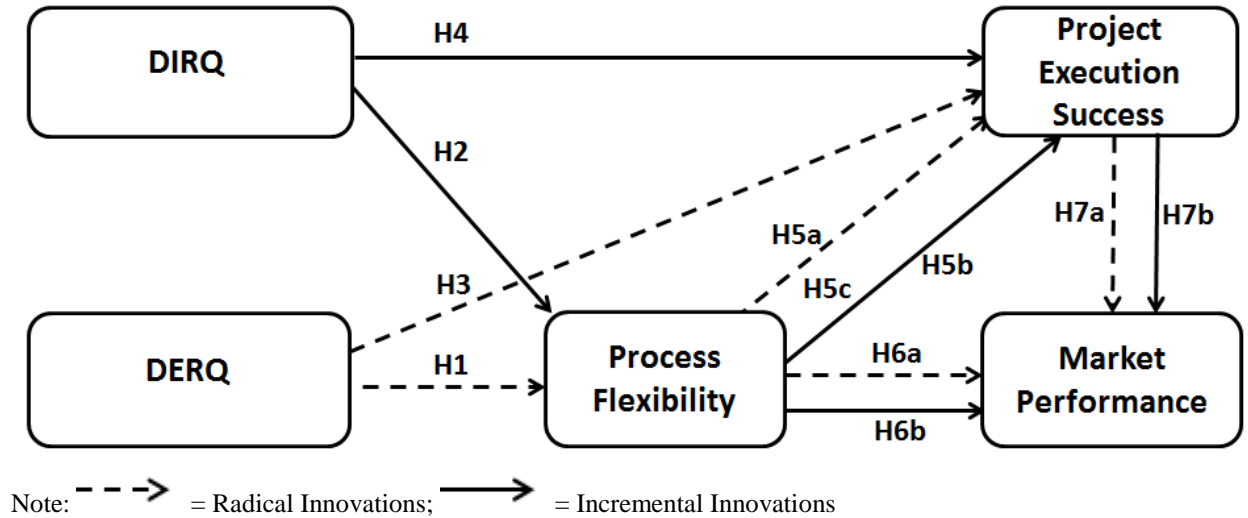 DIRQ
H4
Project
Execution
Success
H2
H5a
H7a
H7b
H3
H5c
H5b
DERQ
H1
Process
Flexibility
H6a
H6b
Market
Performance
Note: = Radical Innovations; = Incremental Innovations